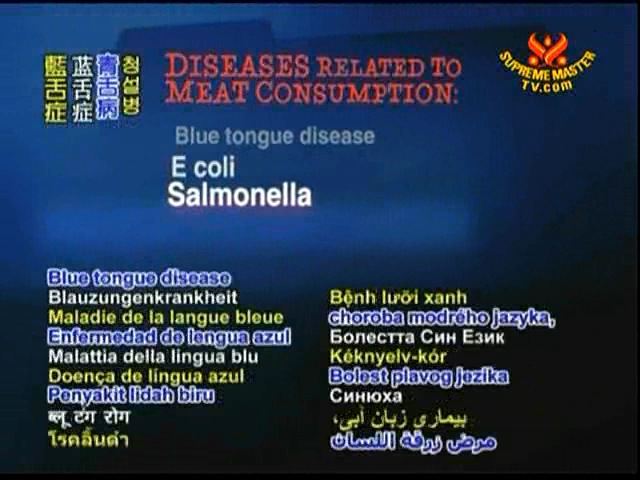 藍舌症
蓝舌症
青舌病
청설병
DISEASES RELATED TO
MEAT CONSUMPTION:
SUPREME MASTER
TV.com
Blue tongue disease
E coli
Salmonella
Blue tongue disease
Blauzungenkrankheit
Maladie de la langue bleue
Enfermedad de lengua azul
Malattia della lingua blu
Doença de língua azul
Penyakit lidah biru
ब्लू टंग रोग
โรคลิ้นดำ
Bệnh lưỡi xanh
choroba modrého jazyka,
Болестта Син Език
Kéknyelv-kór
Bolest plavog jezika
Синюха
بیماری زبان آبی،
مرض زرقة اللسان